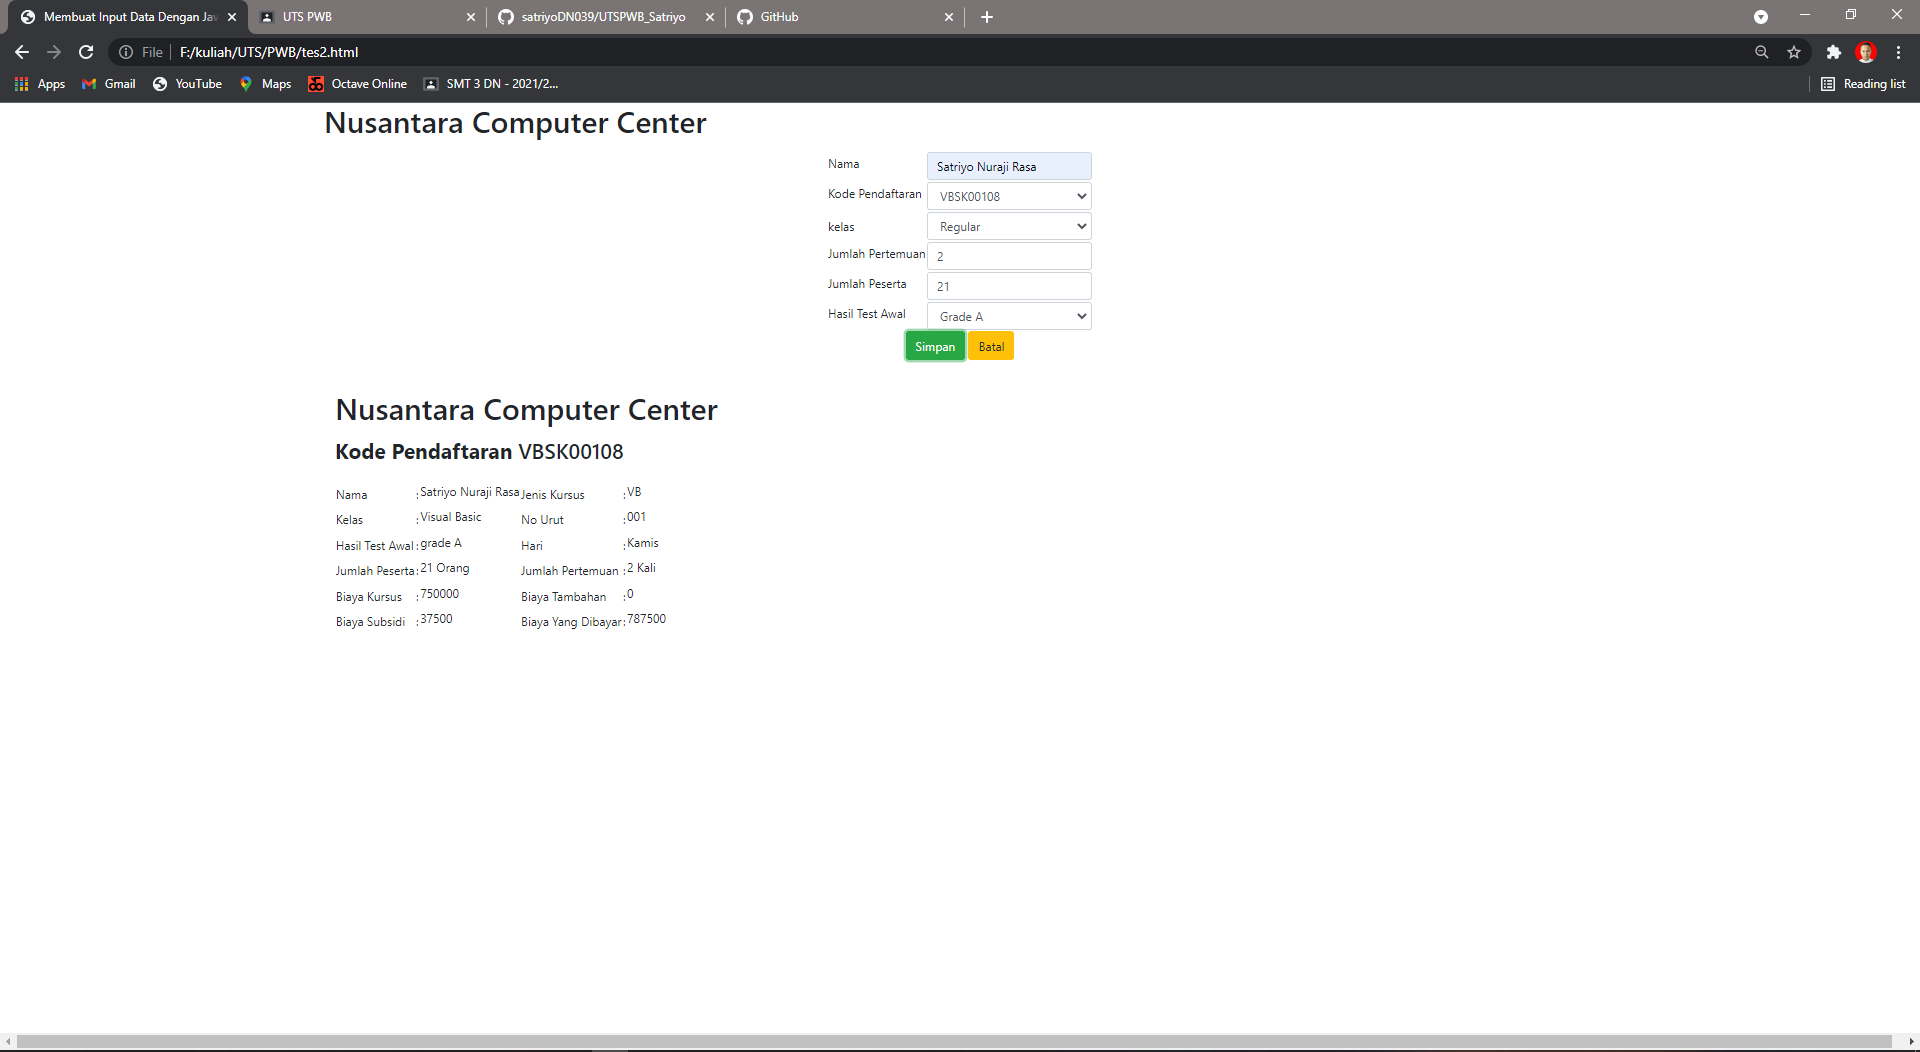 Membuat Input Data Dengan Jav
UTS PWB
satriyoDN039/UTSPWB_Satriyo
GitHub
File F:/kuliah/UTS/PWB/tes2.html
Apps Gmail YouTube Maps Octave Online SMT 3 DN - 2021/2... Reading list
Nusantara Computer Center
Nama Satriyo Nuraji Rasa
Kode Pendaftaran VBSK00108
kelas Regular
Jumlah Pertemuan 2
Jumlah Peserta 21
Hasil Test Awal Grade A
Simpan Batal
Nusantara Computer Center
Kode Pendaftaran VBSK00108
Nama :Satriyo Nuraji Rasa Jenis Kursus :VB
Kelas :Visual Basic No Urut :001
Hasil Test Awal:grade A Hari :Kamis
Jumlah Peserta:21 Orang Jumlah Pertemuan :2 Kali
Biaya Kursus :750000 Biaya Tambahan :0
Biaya Subsidi :37500 Biaya Yang Dibayar:787500